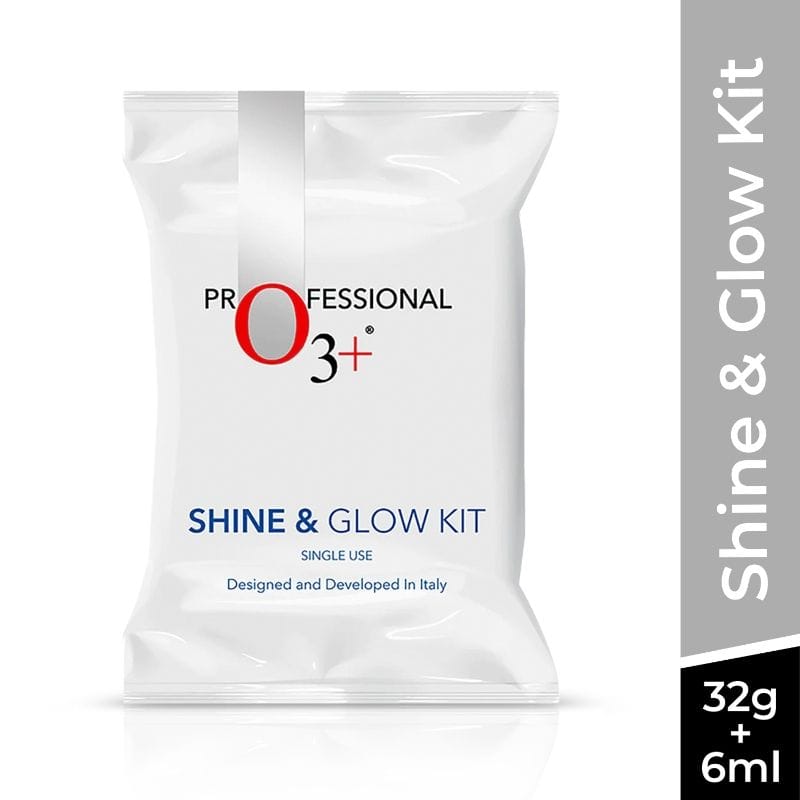 PROFESSIONAL
O3+®
SHINE & GLOW KIT
SINGLE USE
Designed and Developed In Italy
Shine & Glow Kit
32g
+
6ml